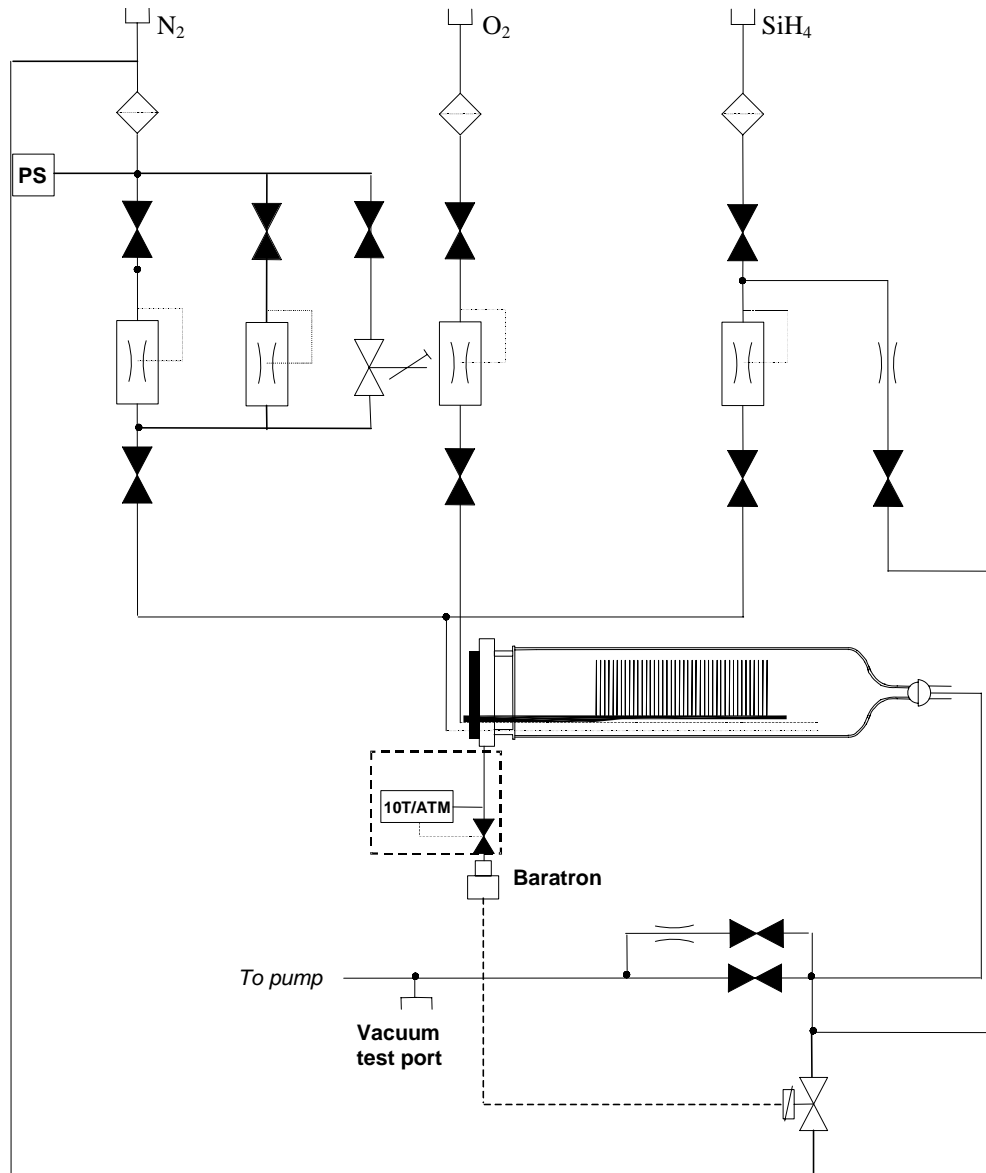 N₂
O₂
SiH₄
PS
10T/ATM
Baratron
To pump
Vacuum
test port